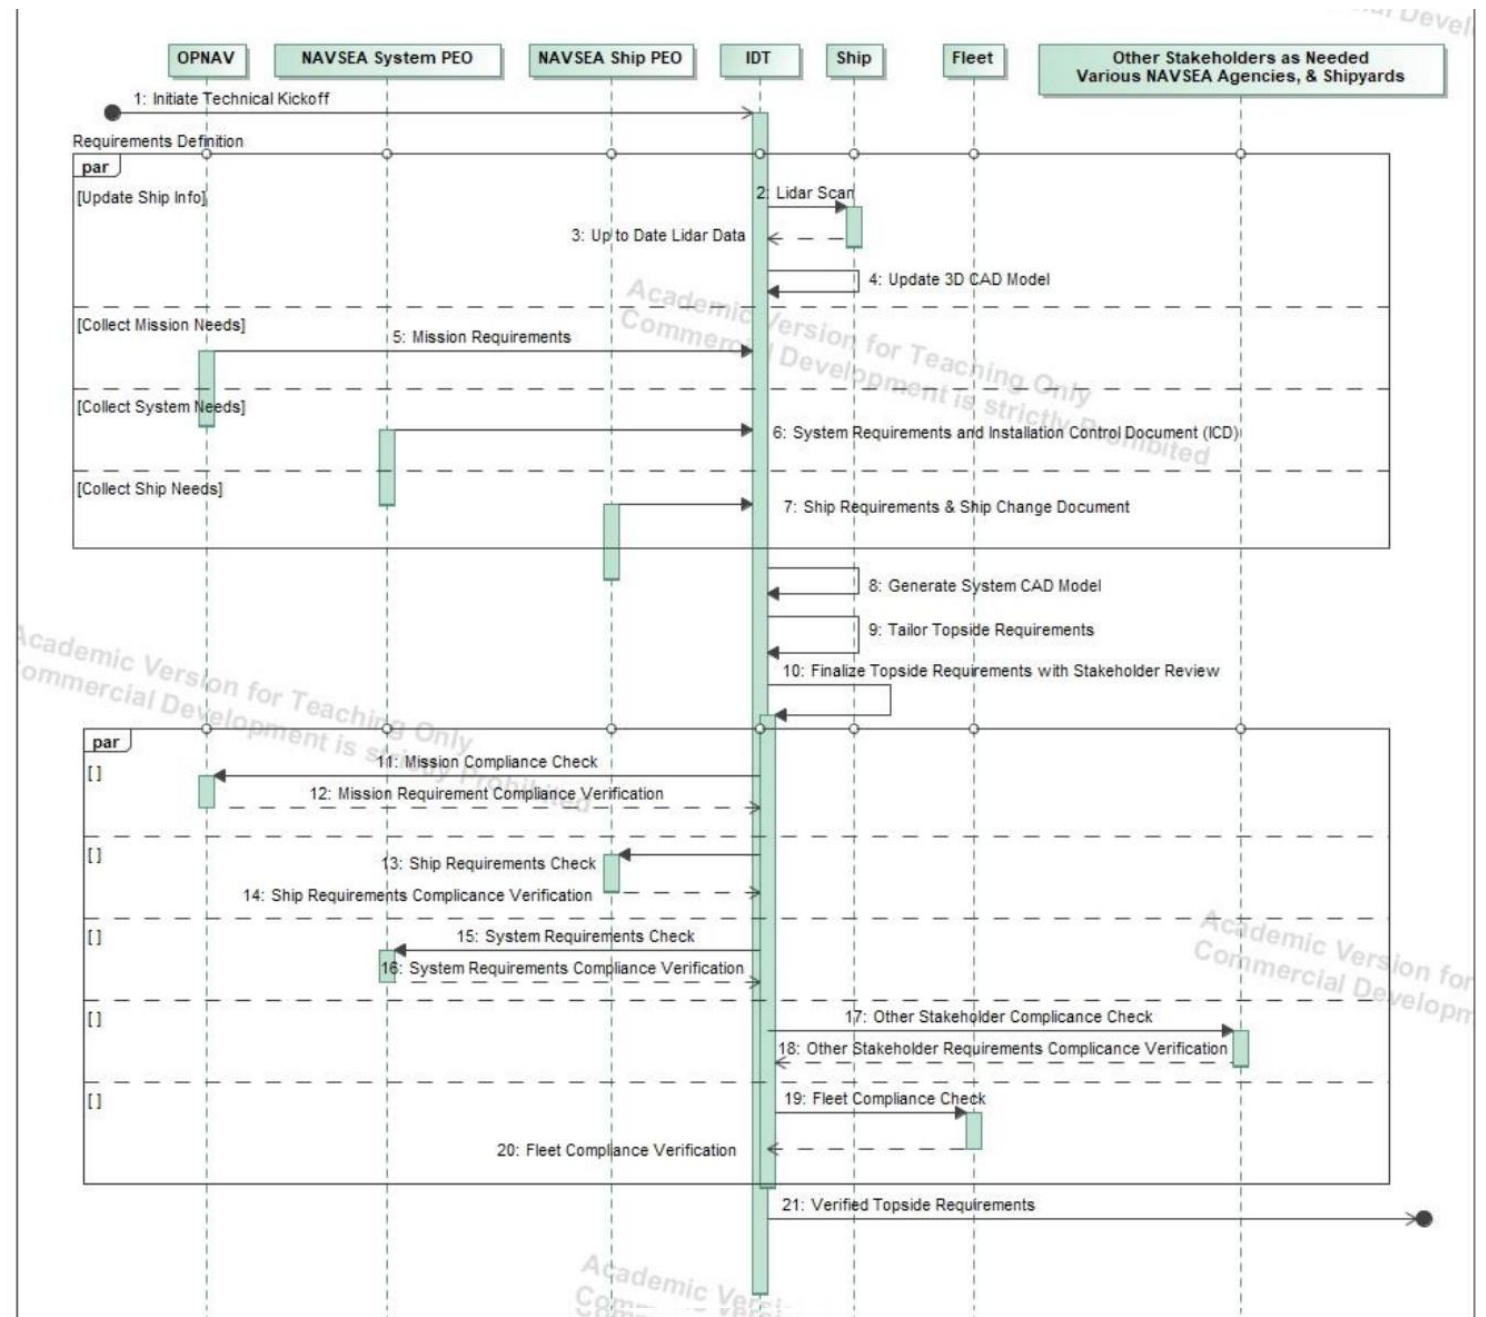 OPNAV
NAVSEA System PEO
NAVSEA Ship PEO
IDT
Ship
Fleet
Other Stakeholders as Needed
Various NAVSEA Agencies, & Shipyards
1: Initiate Technical Kickoff
Requirements Definition
par
[Update Ship Info]
2: Lidar Scan
3: Up to Date Lidar Data
4: Update 3D CAD Model
Academic Version for Teaching Only
Commercial Development is strictly Prohibited
[Collect Mission Needs]
5: Mission Requirements
[Collect System Needs]
6: System Requirements and Installation Control Document (ICD)
[Collect Ship Needs]
7: Ship Requirements & Ship Change Document
8: Generate System CAD Model
9: Tailor Topside Requirements
10: Finalize Topside Requirements with Stakeholder Review
Academic Version for Teaching Only
ommercial Development is strictly Prohibited
par
[ ]
11: Mission Compliance Check
12: Mission Requirement Compliance Verification
[ ]
13: Ship Requirements Check
14: Ship Requirements Complicance Verification
[ ]
15: System Requirements Check
16: System Requirements Compliance Verification
Academic Version for
Commercial Developm
[ ]
17: Other Stakeholder Complicance Check
18: Other Stakeholder Requirements Complicance Verification
[ ]
19: Fleet Compliance Check
20: Fleet Compliance Verification
21: Verified Topside Requirements
Academic Versi